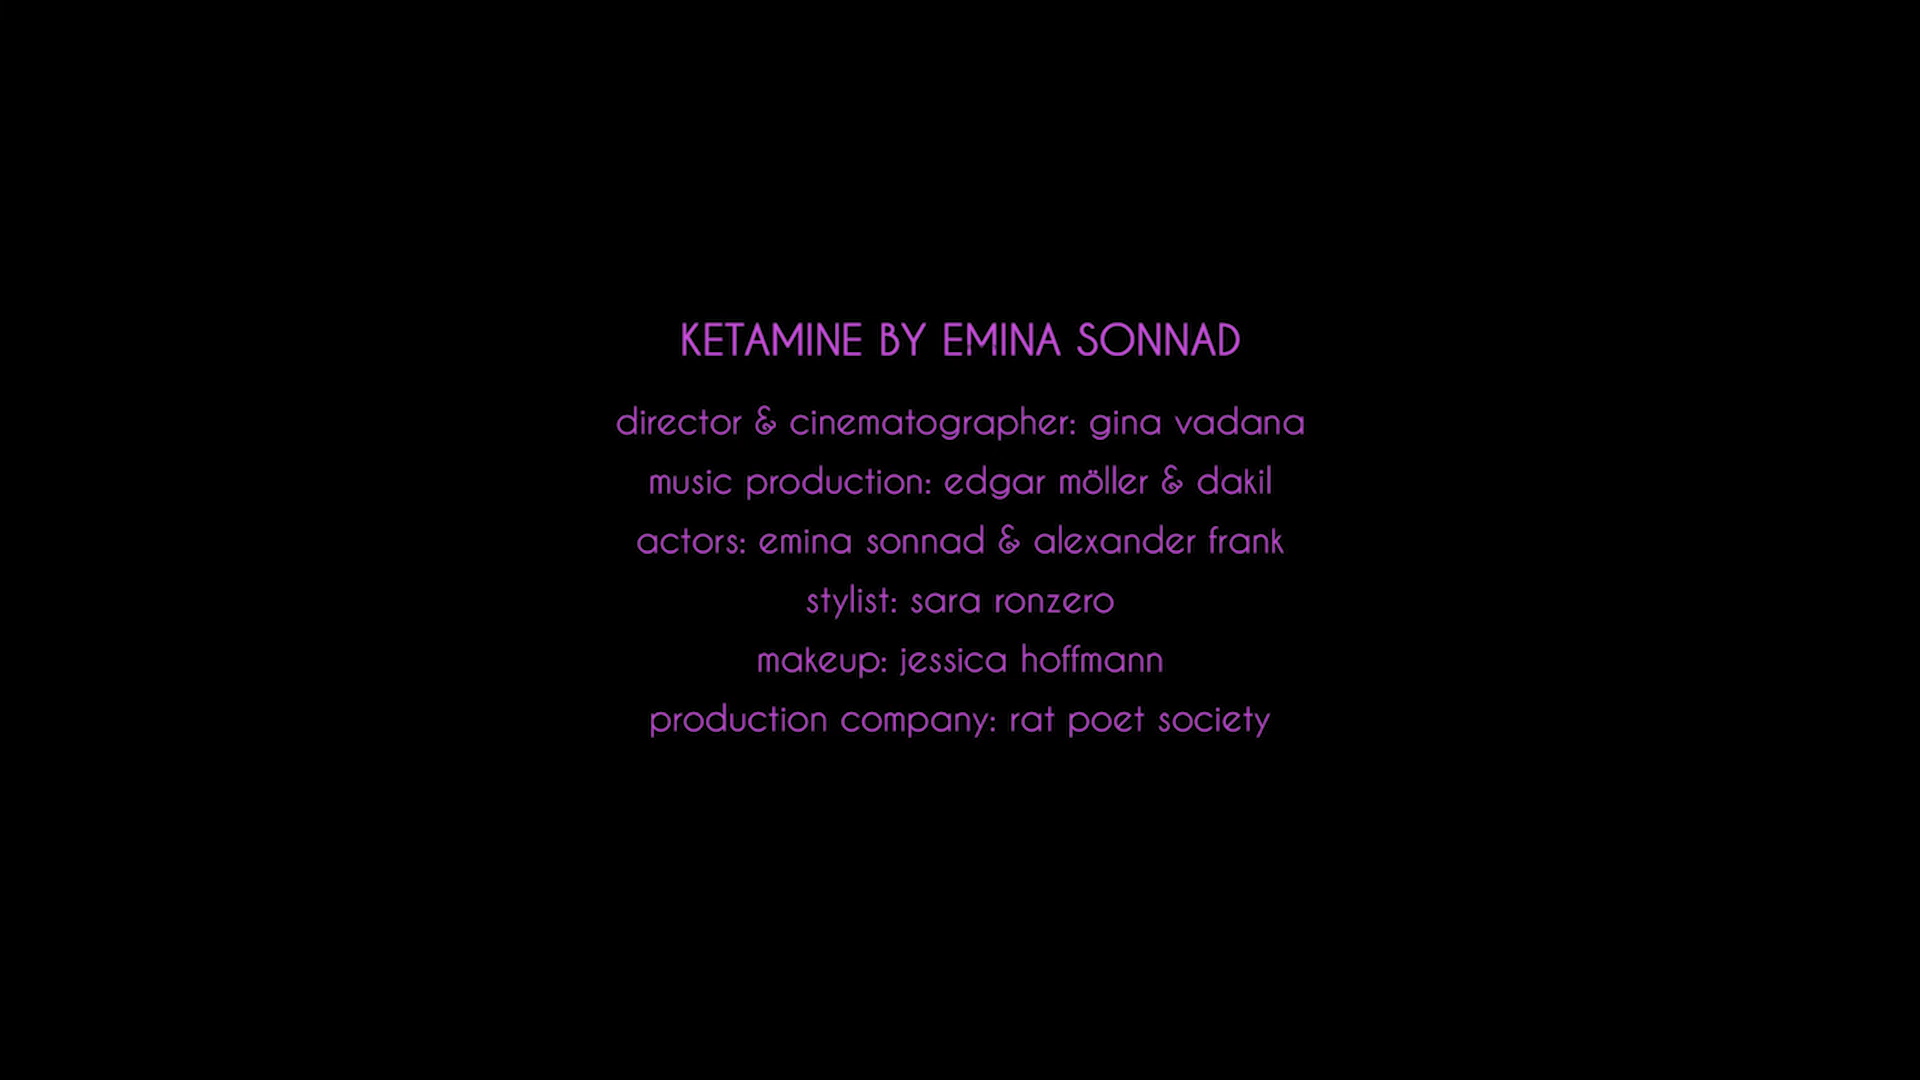 KETAMINE BY EMINA SONNAD
director & cinematographer: gina vadana
music production: edgar möller & dakil
actors: emina sonnad & alexander frank
stylist: sara ronzero
makeup: jessica hoffmann
production company: rat poet society